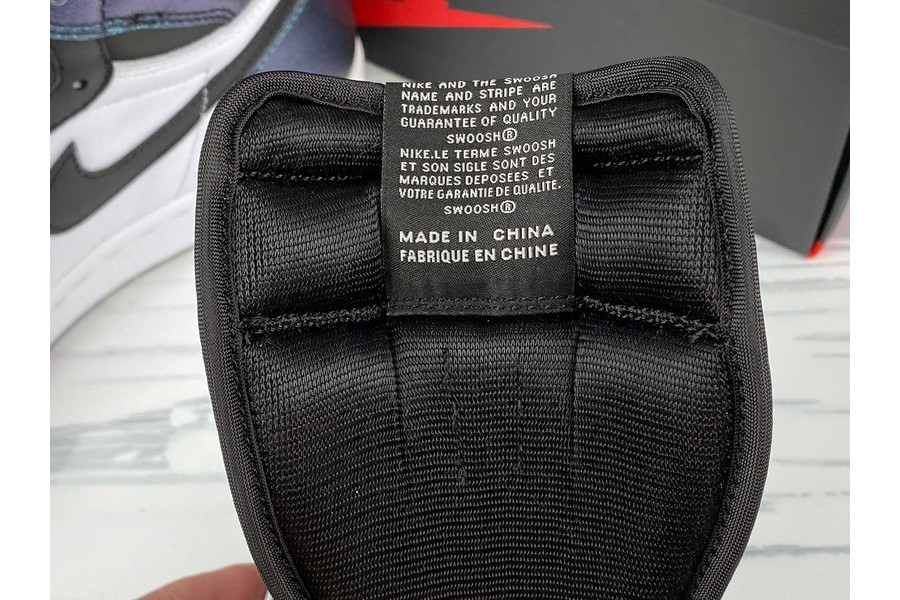 NIKE AND THE SWOOSH
NAME AND STRIPE ARE
TRADEMARKS AND YOUR
GUARANTEE OF QUALITY
SWOOSH®
NIKE.LE TERME SWOOSH
ET SON SIGLE SONT DES
MARQUES DEPOSEES ET
VOTRE GARANTIE DE QUALITE.
SWOOSH®
MADE IN CHINA
FABRIQUE EN CHINE